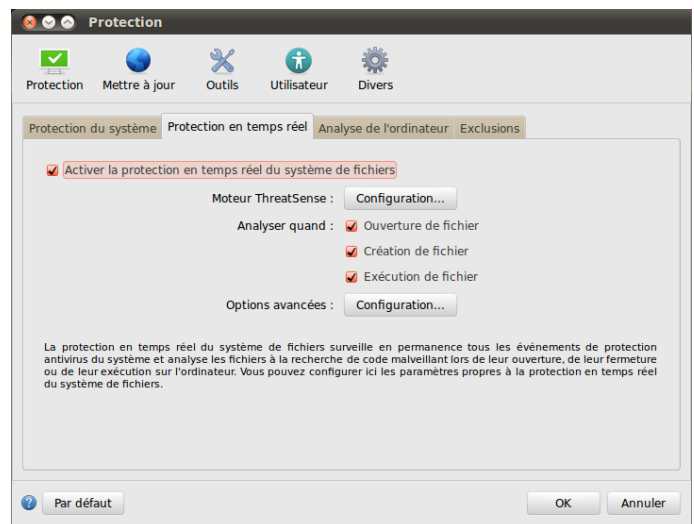 Protection
Protection Mettre à jour Outils Utilisateur Divers
Protection du système Protection en temps réel Analyse de l'ordinateur Exclusions
Activer la protection en temps réel du système de fichiers
Moteur ThreatSense : Configuration...
Analyser quand : Ouverture de fichier
Création de fichier
Exécution de fichier
Options avancées : Configuration...
La protection en temps réel du système de fichiers surveille en permanence tous les événements de protection
antivirus du système et analyse les fichiers à la recherche de code malveillant lors de leur ouverture, de leur fermeture
ou de leur exécution sur l'ordinateur. Vous pouvez configurer ici les paramètres propres à la protection en temps réel
du système de fichiers.
? Par défaut OK Annuler